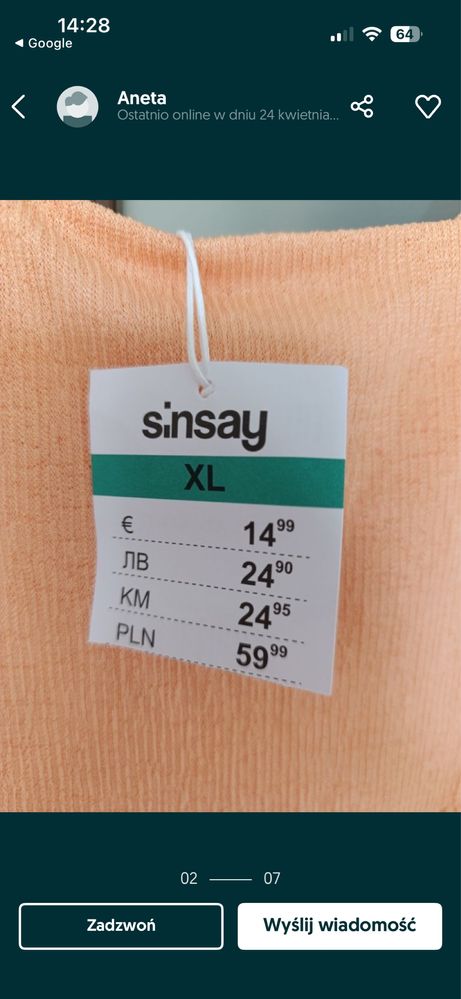 14:28
64
◀ Google
Aneta
Ostatnio online w dniu 24 kwietnia...
sinsay
XL
€ 14⁹⁹
ЛВ 24⁹⁰
KM 24⁹⁵
PLN 59⁹⁹
02 07
Zadzwoń Wyślij wiadomość